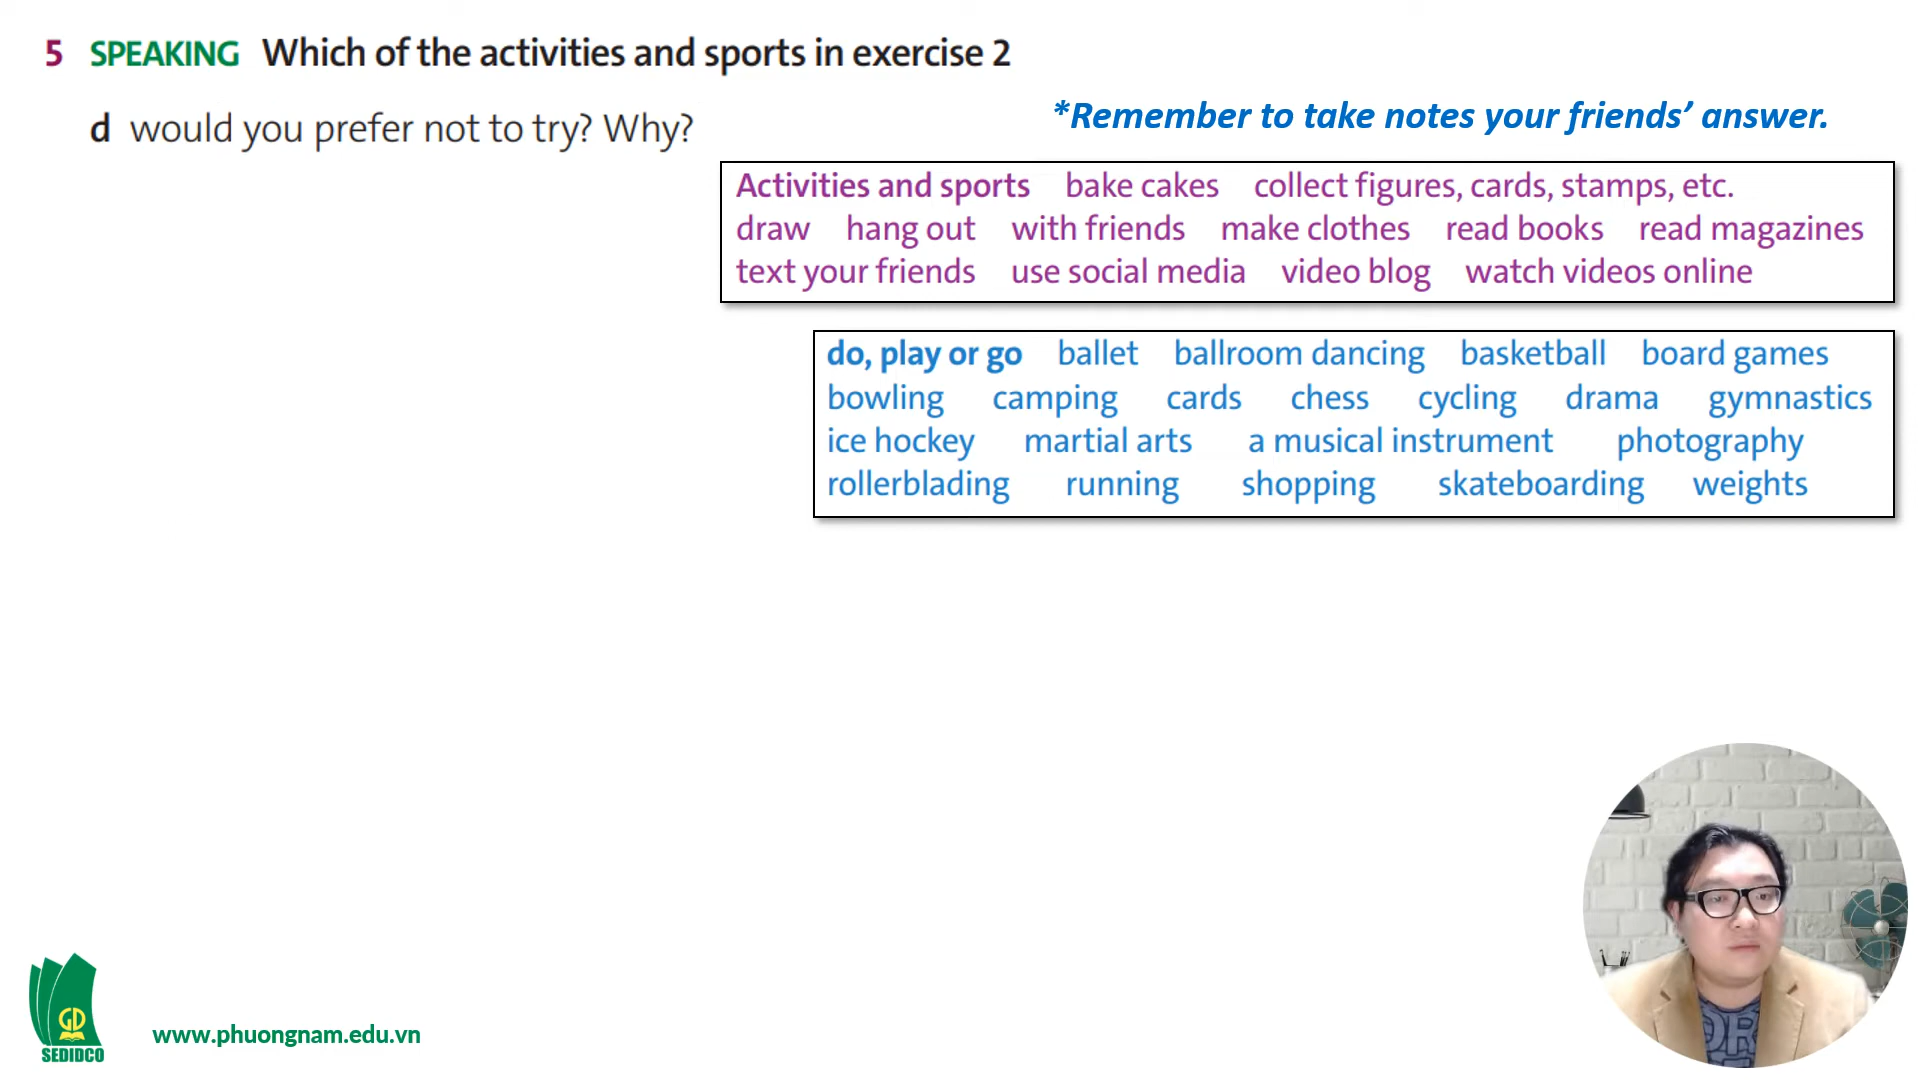 5 SPEAKING Which of the activities and sports in exercise 2
d would you prefer not to try? Why?
*Remember to take notes your friends’ answer.
Activities and sports bake cakes collect figures, cards, stamps, etc.
draw hang out with friends make clothes read books read magazines
text your friends use social media video blog watch videos online
do, play or go ballet ballroom dancing basketball board games
bowling camping cards chess cycling drama gymnastics
ice hockey martial arts a musical instrument photography
rollerblading running shopping skateboarding weights
GD
SEDIDCO
www.phuongnam.edu.vn